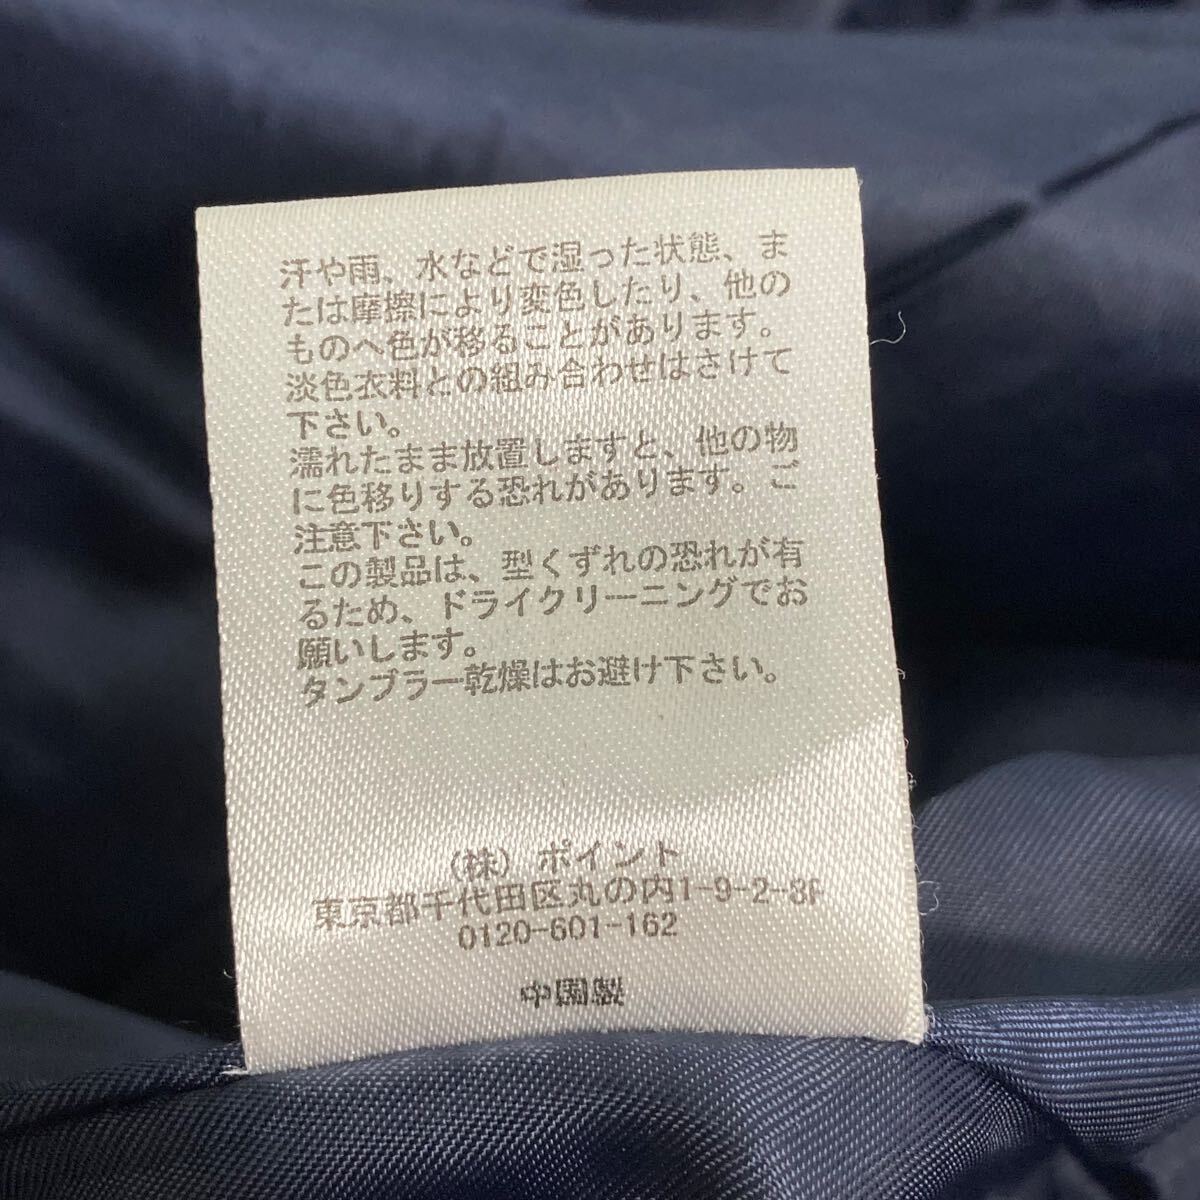 汗や雨、水などで湿った状態、ま
たは摩擦により変色したり、他の
ものへ色が移ることがあります。
淡色衣料との組み合わせはさけて
下さい。
濡れたまま放置しますと、他の物
に色移りする恐れがあります。ご
注意下さい。
この製品は、型くずれの恐れが有
るため、ドライクリーニングでお
願いします。
タンブラー乾燥はお避け下さい。
(株)ポイント
東京都千代田区丸の内1-9-2-3F
0120-601-162
中国製